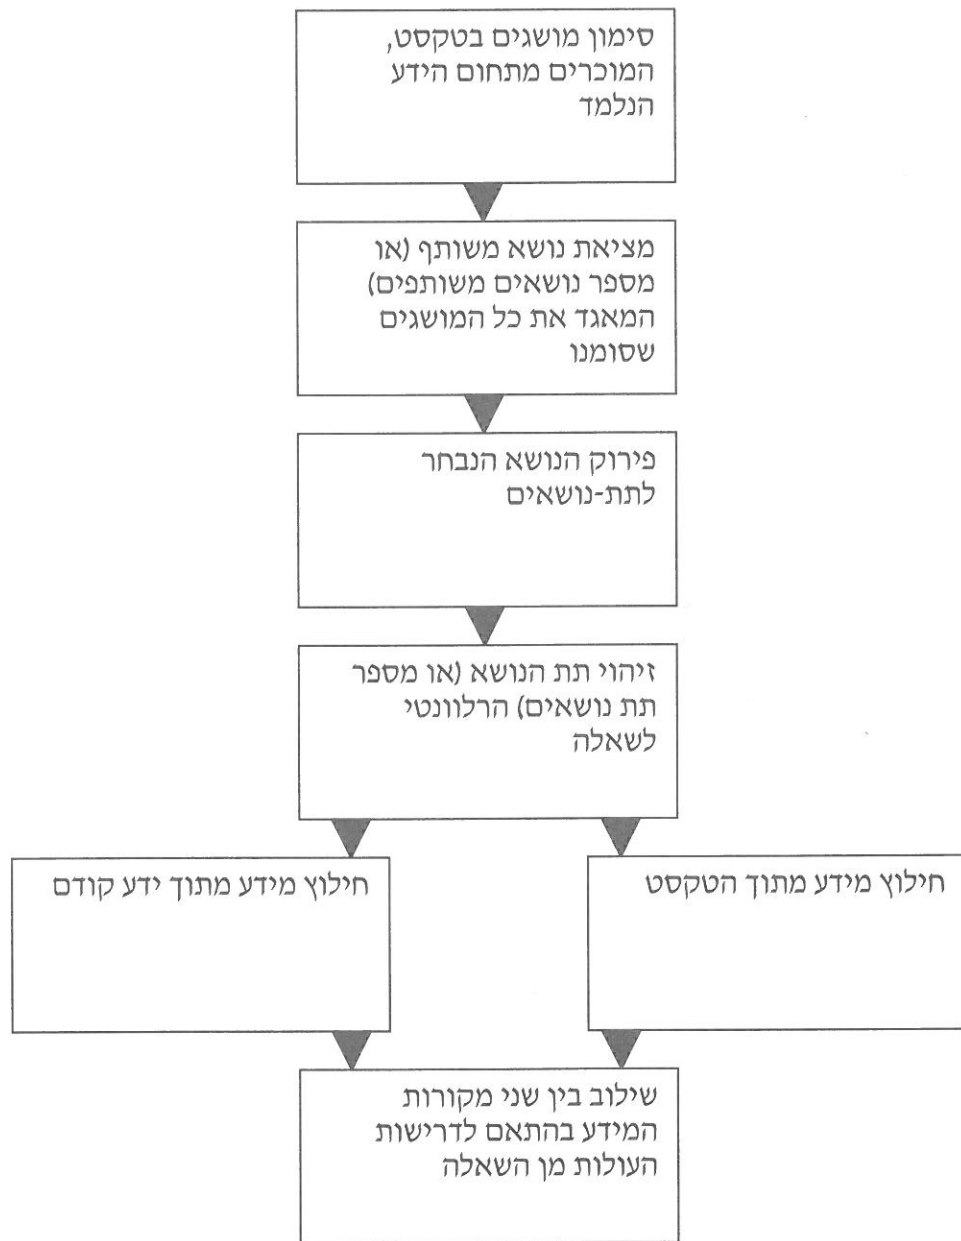 סימון מושגים בטקסט,
המוכרים מתחום הידע
הנלמד
מציאת נושא משותף (או
מספר נושאים משותפים)
המאגד את כל המושגים
שסומנו
פירוק הנושא הנבחר
לתת-נושאים
זיהוי תת הנושא (או מספר
תת נושאים) הרלוונטי
לשאלה
חילוץ מידע מתוך הטקסט
חילוץ מידע מתוך ידע קודם
שילוב בין שני מקורות
המידע בהתאם לדרישות
העולות מן השאלה